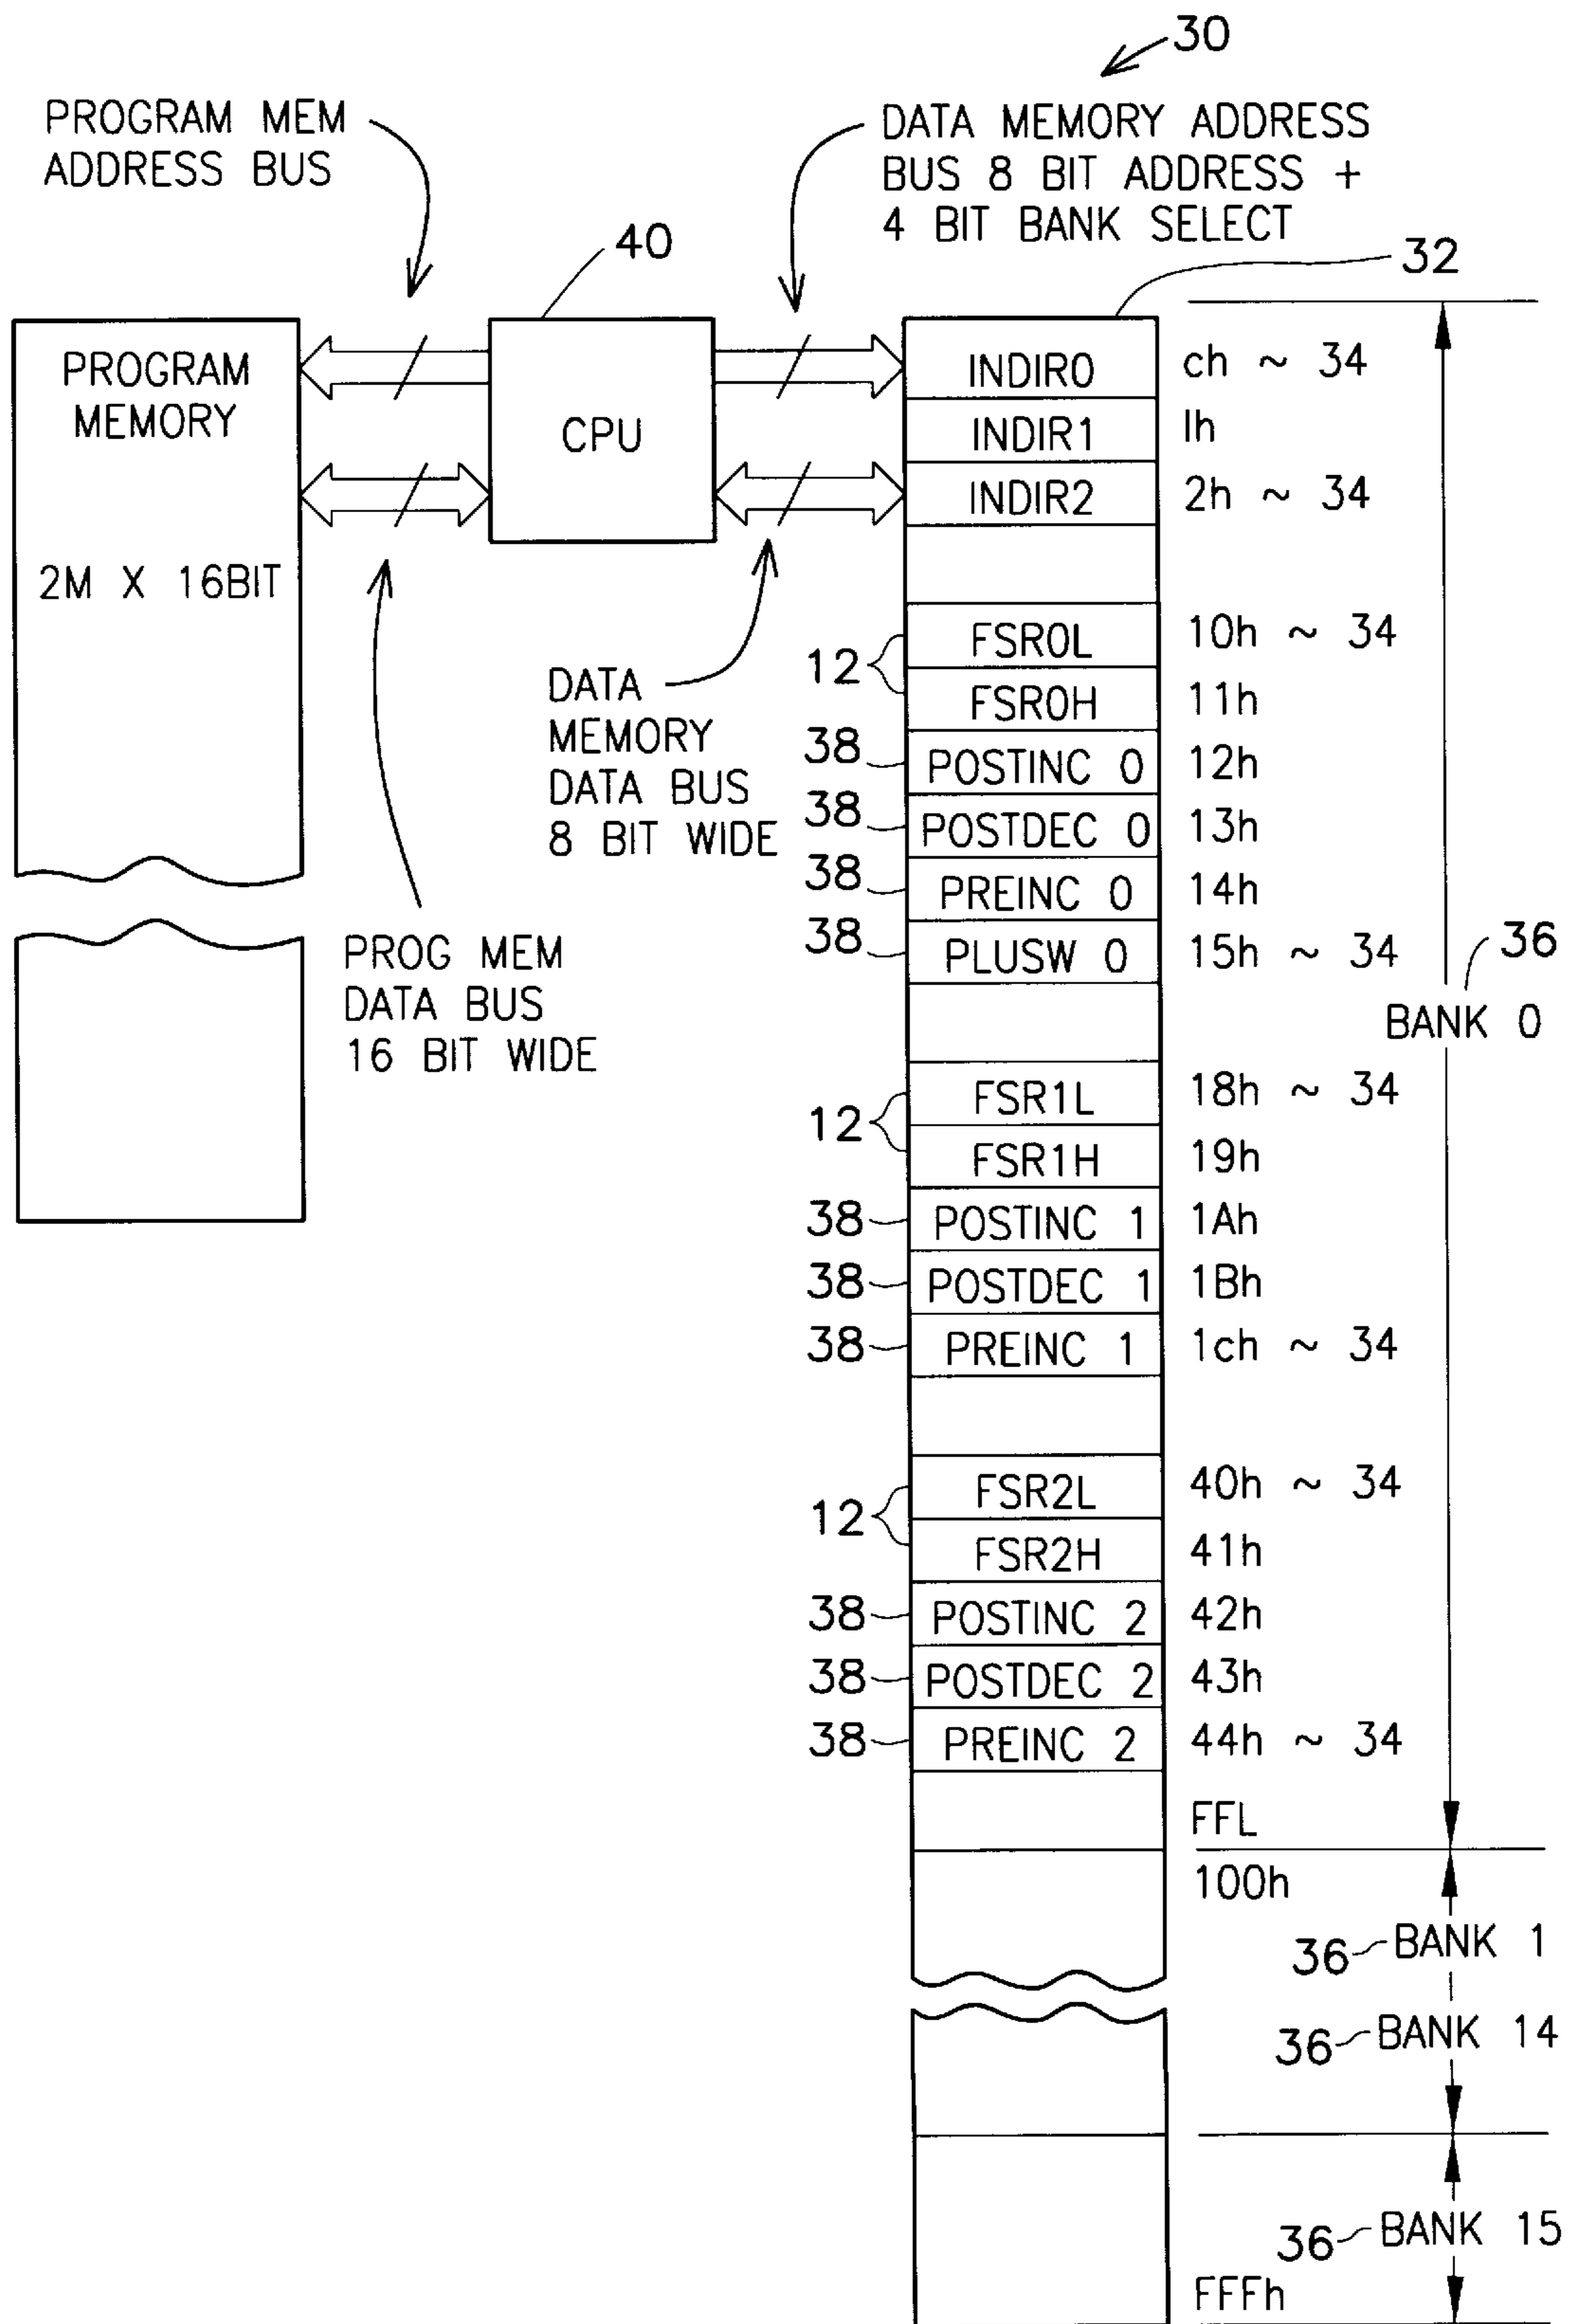 30
PROGRAM MEM
ADDRESS BUS
DATA MEMORY ADDRESS
BUS 8 BIT ADDRESS +
4 BIT BANK SELECT
40
32
PROGRAM
MEMORY
2M X 16BIT
CPU
INDIR0 ch ~ 34
INDIR1 lh
INDIR2 2h ~ 34
12
FSR0L 10h ~ 34
FSR0H 11h
38 POSTINC 0 12h
38 POSTDEC 0 13h
38 PREINC 0 14h
38 PLUSW 0 15h ~ 34
DATA
MEMORY
DATA BUS
8 BIT WIDE
PROG MEM
DATA BUS
16 BIT WIDE
36
BANK 0
12
FSR1L 18h ~ 34
FSR1H 19h
38 POSTINC 1 1Ah
38 POSTDEC 1 1Bh
38 PREINC 1 1ch ~ 34
12
FSR2L 40h ~ 34
FSR2H 41h
38 POSTINC 2 42h
38 POSTDEC 2 43h
38 PREINC 2 44h ~ 34
FFL
100h
36 BANK 1
36 BANK 14
36 BANK 15
FFFh